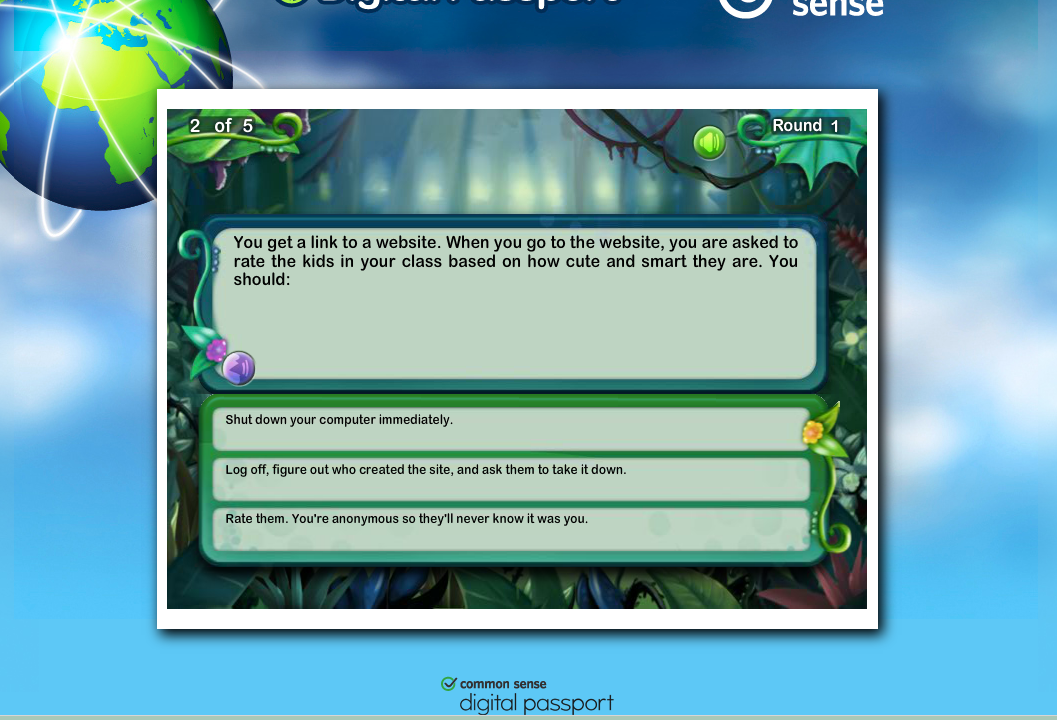 Digital Passport
sense
2 of 5
Round 1
You get a link to a website. When you go to the website, you are asked to
rate the kids in your class based on how cute and smart they are. You
should:
Shut down your computer immediately.
Log off, figure out who created the site, and ask them to take it down.
Rate them. You're anonymous so they'll never know it was you.
common sense
digital passport